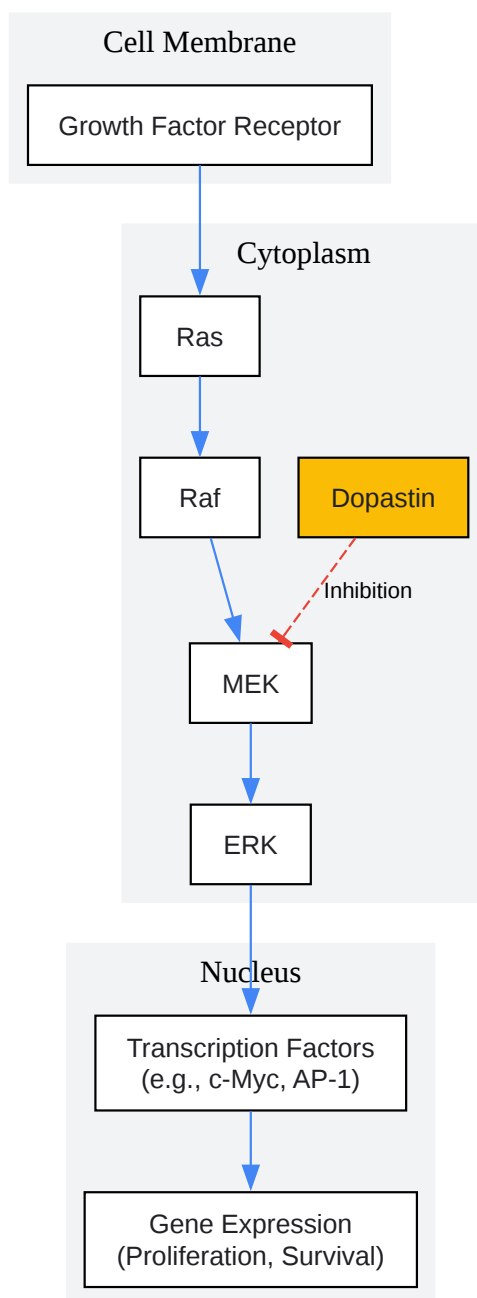 Cell Membrane
Growth Factor Receptor
Cytoplasm
Ras
Raf
Dopastin
Inhibition
MEK
ERK
Nucleus
Transcription Factors
(e.g., c-Myc, AP-1)
Gene Expression
(Proliferation, Survival)